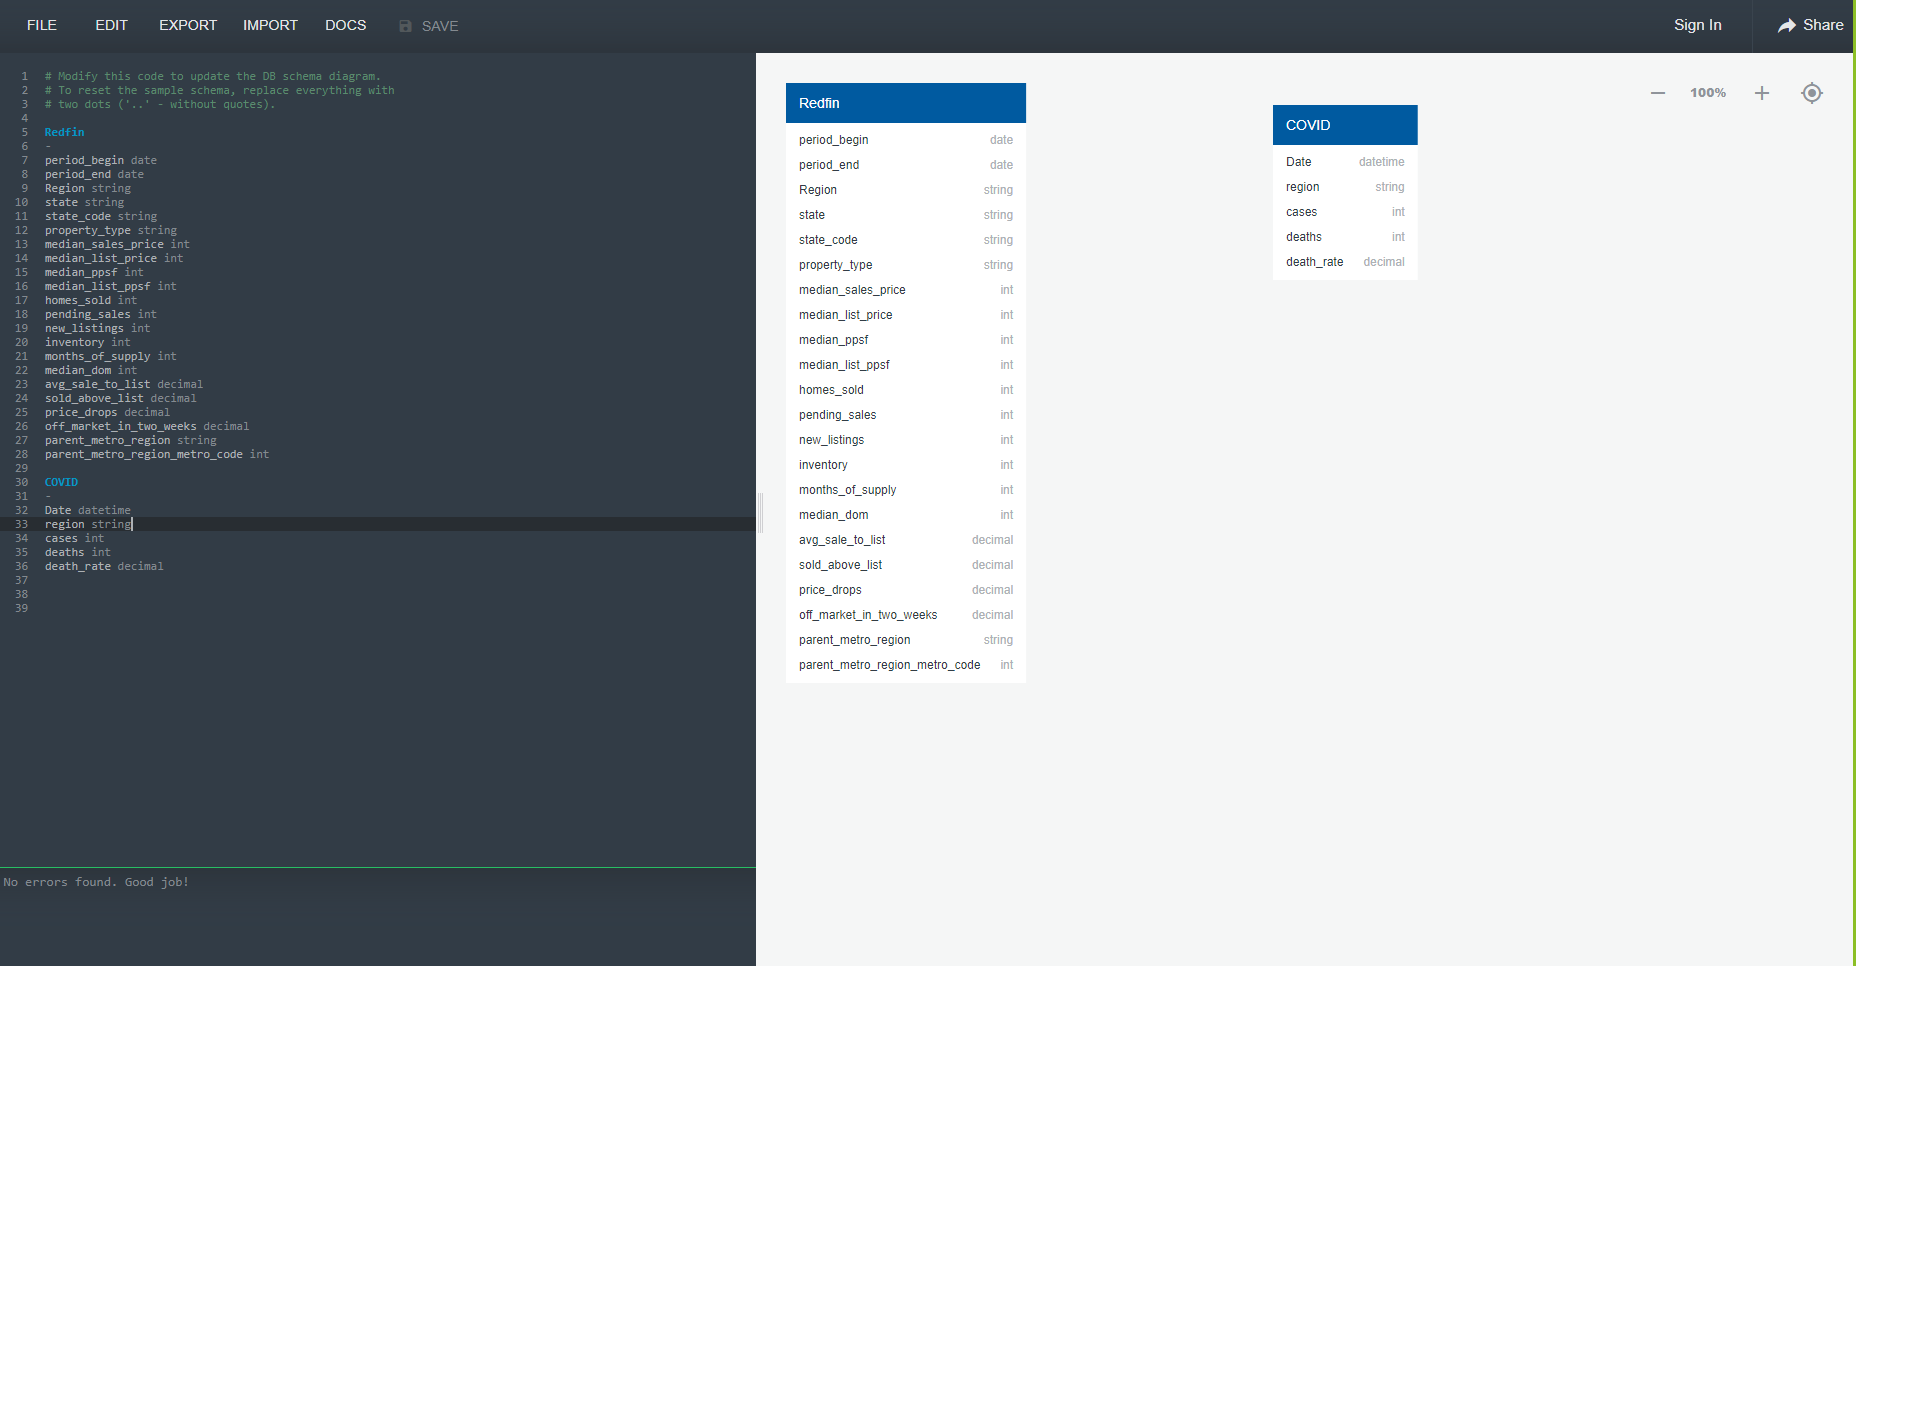 FILE EDIT EXPORT IMPORT DOCS SAVE Sign In Share
1 # Modify this code to update the DB schema diagram.
2 # To reset the sample schema, replace everything with
3 # two dots ('..' - without quotes).
4
5 Redfin
6 -
7 period_begin date
8 period_end date
9 Region string
10 state string
11 state_code string
12 property_type string
13 median_sales_price int
14 median_list_price int
15 median_ppsf int
16 median_list_ppsf int
17 homes_sold int
18 pending_sales int
19 new_listings int
20 inventory int
21 months_of_supply int
22 median_dom int
23 avg_sale_to_list decimal
24 sold_above_list decimal
25 price_drops decimal
26 off_market_in_two_weeks decimal
27 parent_metro_region string
28 parent_metro_region_metro_code int
29
30 COVID
31 -
32 Date datetime
33 region string
34 cases int
35 deaths int
36 death_rate decimal
37
38
39
No errors found. Good job!
Redfin
period_begin date
period_end date
Region string
state string
state_code string
property_type string
median_sales_price int
median_list_price int
median_ppsf int
median_list_ppsf int
homes_sold int
pending_sales int
new_listings int
inventory int
months_of_supply int
median_dom int
avg_sale_to_list decimal
sold_above_list decimal
price_drops decimal
off_market_in_two_weeks decimal
parent_metro_region string
parent_metro_region_metro_code int
COVID
Date datetime
region string
cases int
deaths int
death_rate decimal
100%